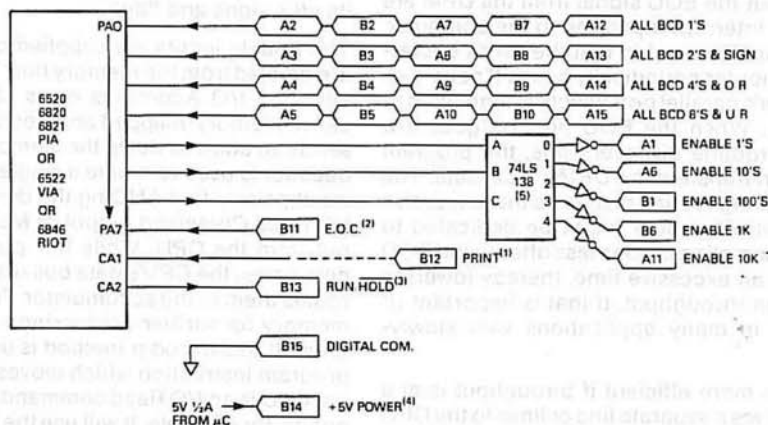 PAO A2 B2 A7 B7 A12 ALL BCD 1'S
A3 B3 A8 B8 A13 ALL BCD 2'S & SIGN
A4 B4 A9 B9 A14 ALL BCD 4'S & O R
A5 B5 A10 B10 A15 ALL BCD 8'S & U R
6520
6820
6821
OR
6522
VIA
OR
6846
RIOT
A 0 A1 ENABLE 1'S
B 74LS 1 A6 ENABLE 10'S
138 2 B1 ENABLE 100'S
C (5) 3 B6 ENABLE 1K
4 A11 ENABLE 10K
PA7 B11 E.O.C.(2)
CA1 B12 PRINT(1)
CA2 B13 RUN HOLD(3)
B15 DIGITAL COM.
5V ½A B14 +5V POWER(4)
FROM μC